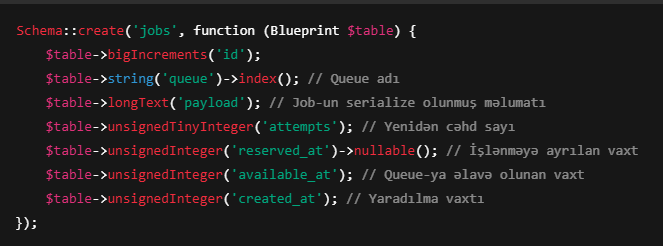 Schema::create('jobs', function (Blueprint $table) {
    $table->bigIncrements('id');
    $table->string('queue')->index(); // Queue adı
    $table->longText('payload'); // Job-un serialize olunmuş məlumatı
    $table->unsignedTinyInteger('attempts'); // Yenidən cəhd sayı
    $table->unsignedInteger('reserved_at')->nullable(); // İşlənməyə ayrılan vaxt
    $table->unsignedInteger('available_at'); // Queue-ya əlavə olunan vaxt
    $table->unsignedInteger('created_at'); // Yaradılma vaxtı
});